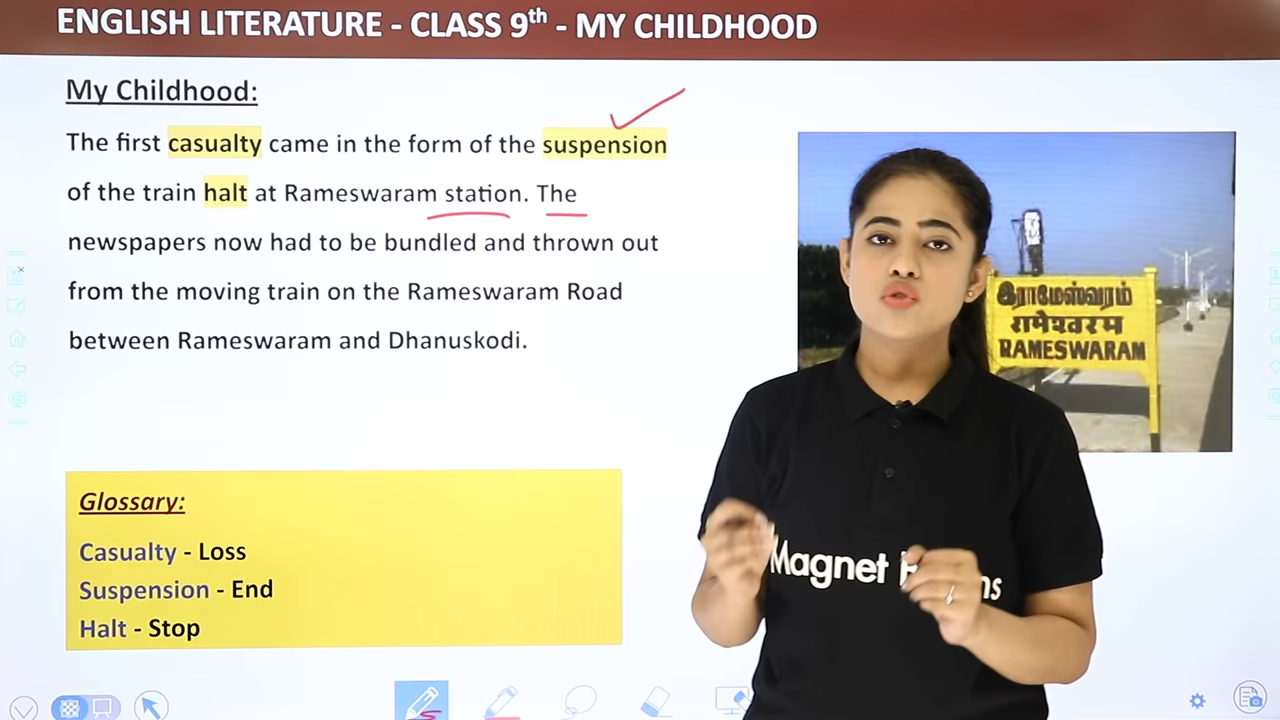 ENGLISH LITERATURE - CLASS 9th - MY CHILDHOOD
My Childhood:
The first casualty came in the form of the suspension
of the train halt at Rameswaram station. The
newspapers now had to be bundled and thrown out
from the moving train on the Rameswaram Road
between Rameswaram and Dhanuskodi.
இராமேஸ்வரம்
रामेश्वरम
RAMESWARAM
Glossary:
Casualty - Loss
Suspension - End
Halt - Stop
Magnet